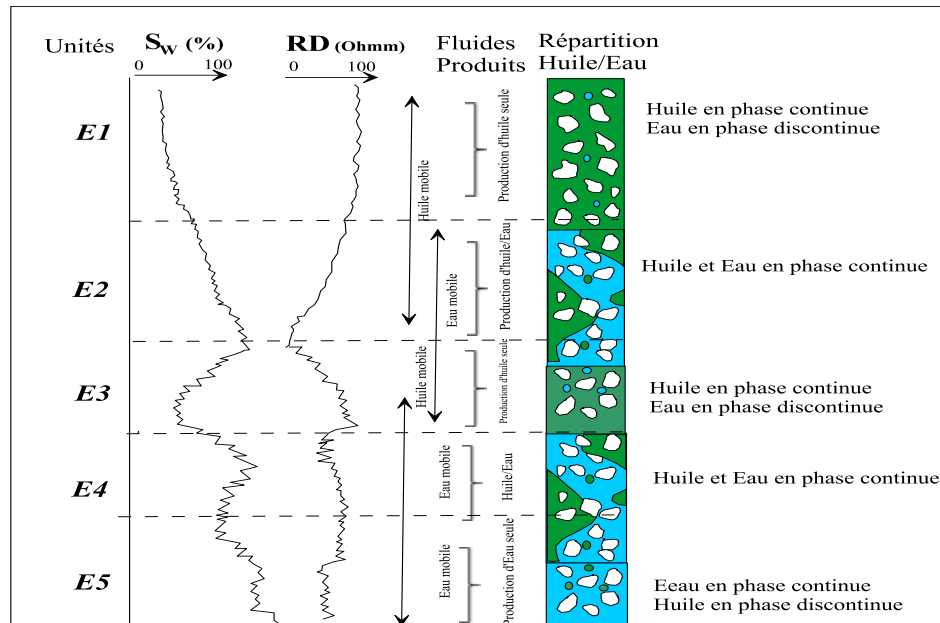 Unités
Sw (%)
0
100
RD (Ohmm)
0
100
Fluides
Produits
Répartition
Huile/Eau
E1
Huile mobile
Production d'huile seule
Huile en phase continue
Eau en phase discontinue
E2
Eau mobile
Production d'huile/Eau
Huile et Eau en phase continue
E3
Huile mobile
Production d'huile seule
Huile en phase continue
Eau en phase discontinue
E4
Eau mobile
Huile/Eau
Huile et Eau en phase continue
E5
Eau mobile
Production d'Eau seule
Eeau en phase continue
Huile en phase discontinue